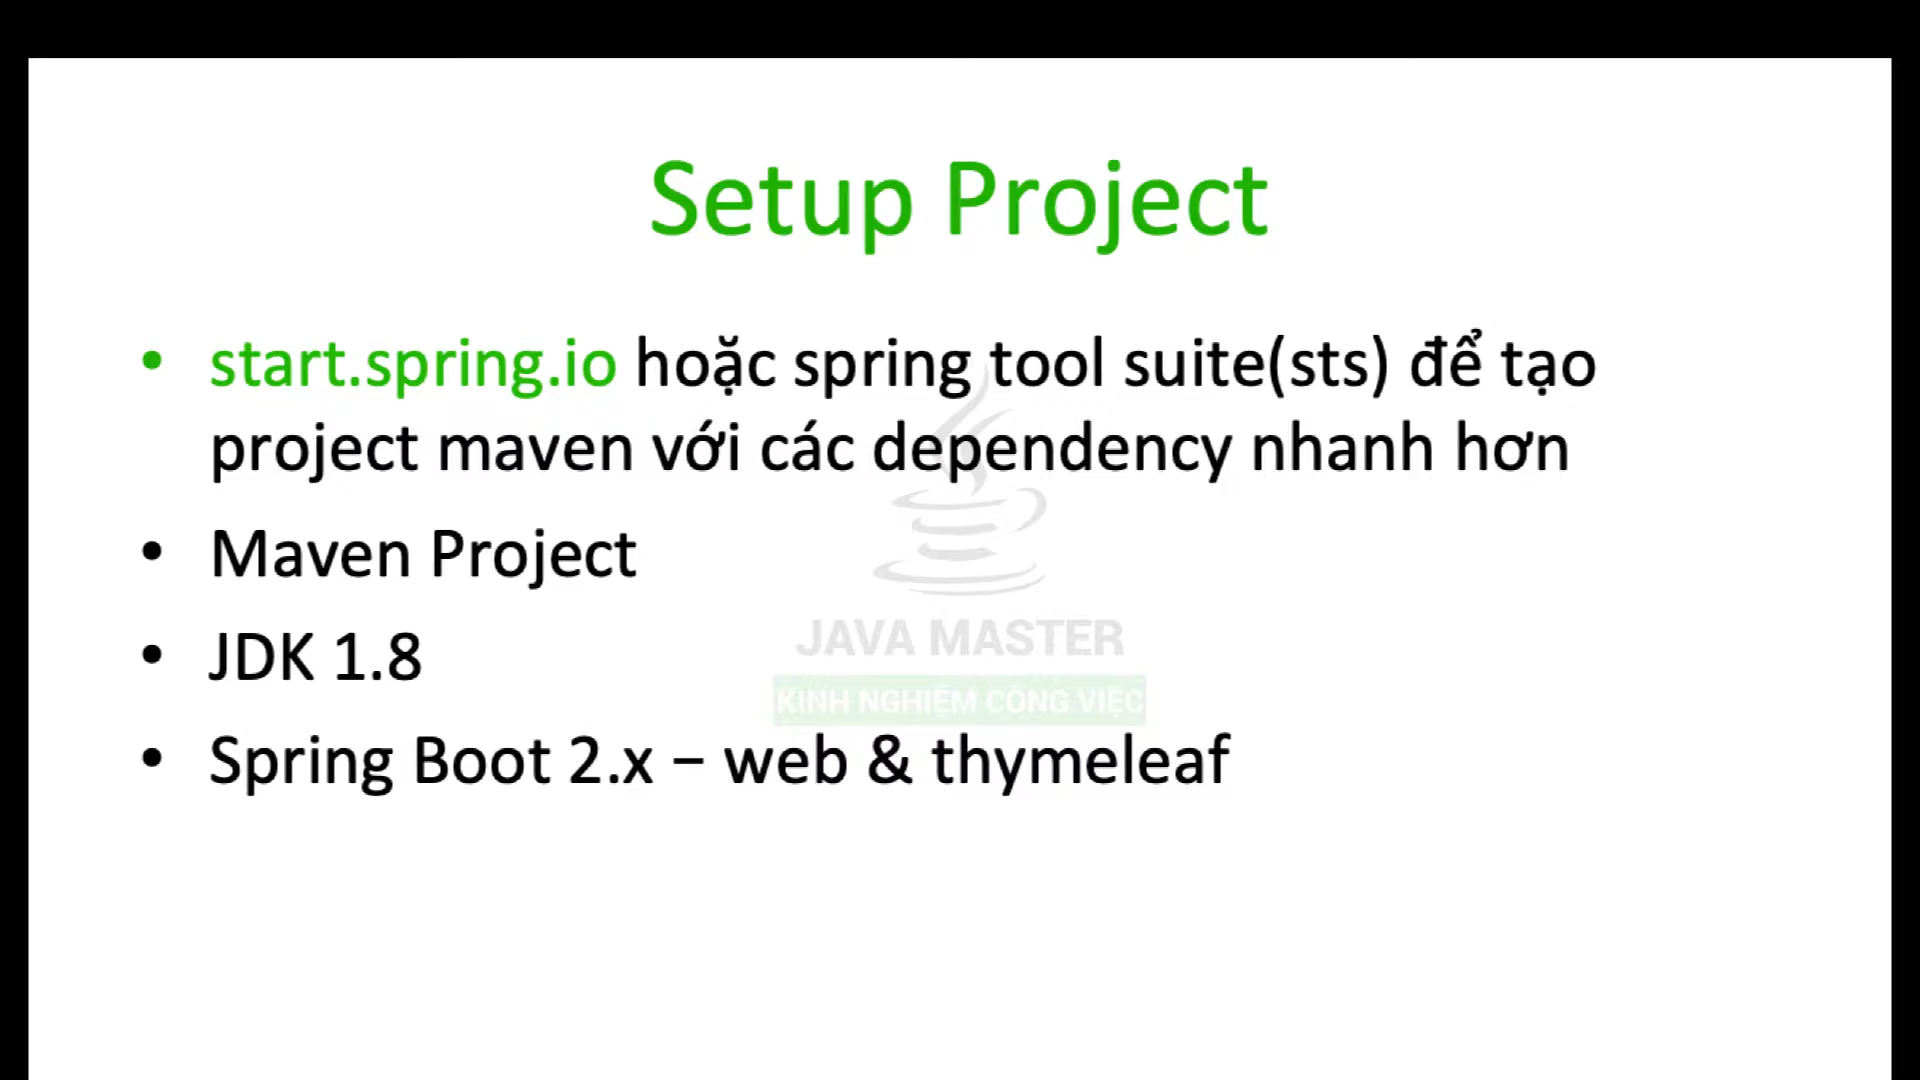 Setup Project
• start.spring.io hoặc spring tool suite(sts) để tạo
project maven với các dependency nhanh hơn
• Maven Project
• JDK 1.8
JAVA MASTER
KINH NGHIỆM CÔNG VIỆC
• Spring Boot 2.x – web & thymeleaf